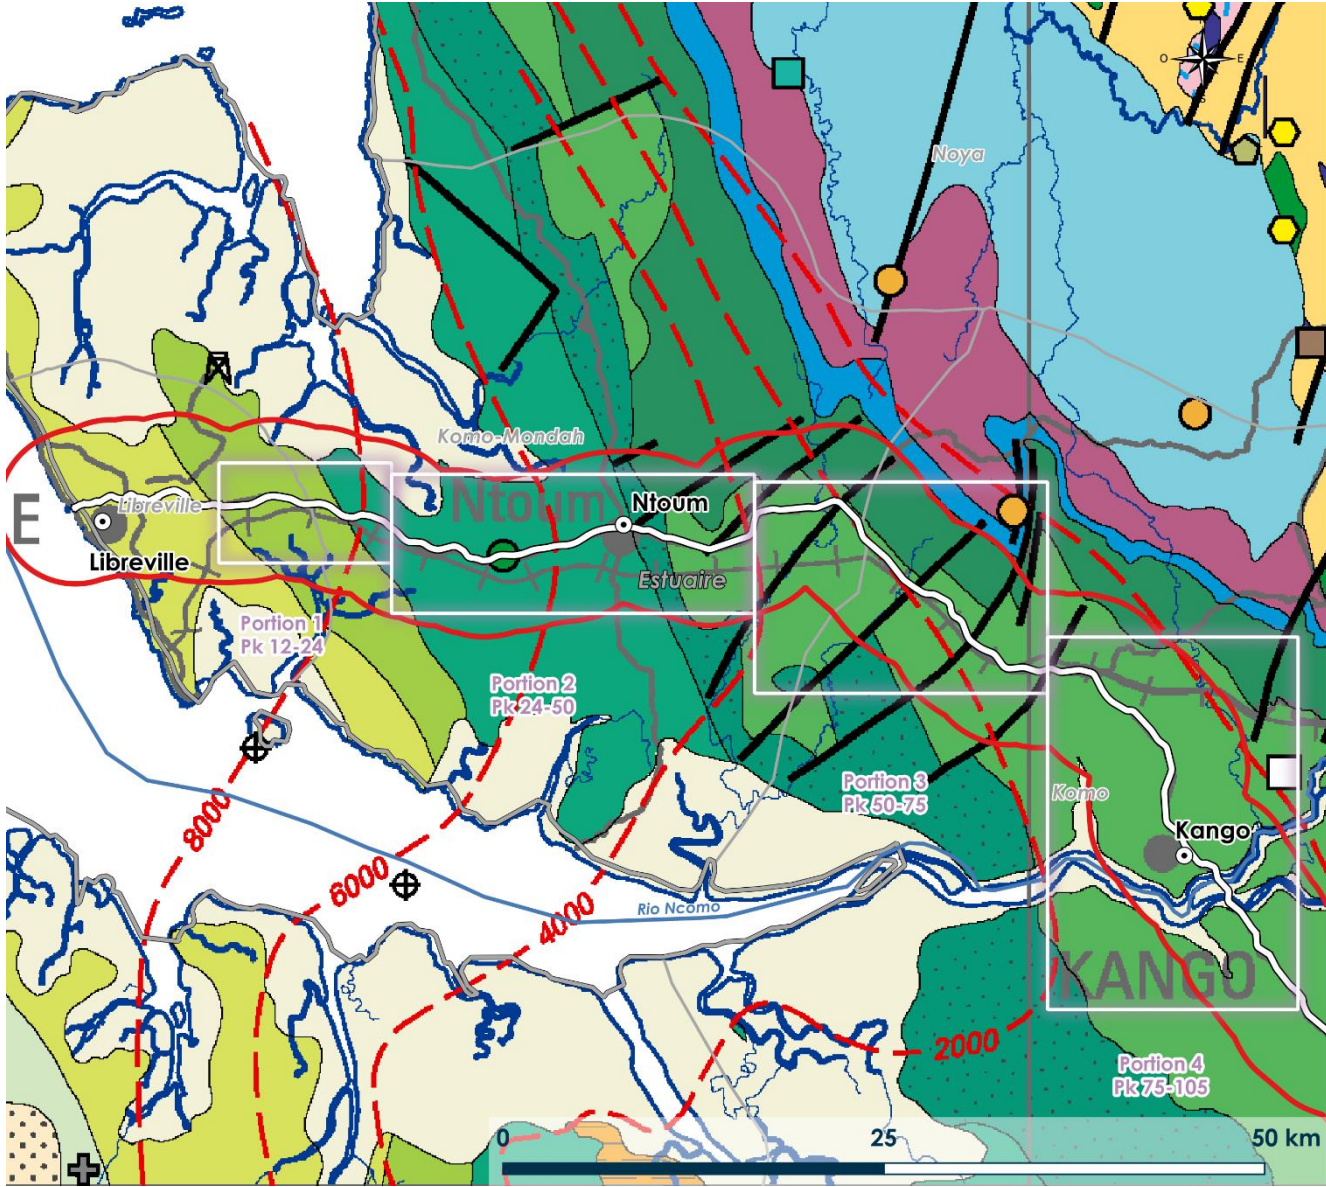 O E
Noya
Komo-Mondah
E
Libreville
Ntoum
Ntoum
Libreville
Estuaire
Portion 1
Pk 12-24
Portion 2
Pk 24-50
Portion 3
Pk 50-75
Komo
Kango
8000
6000
4000
Rio Ncomo
KANGO
2000
Portion 4
Pk 75-105
0 25 50 km